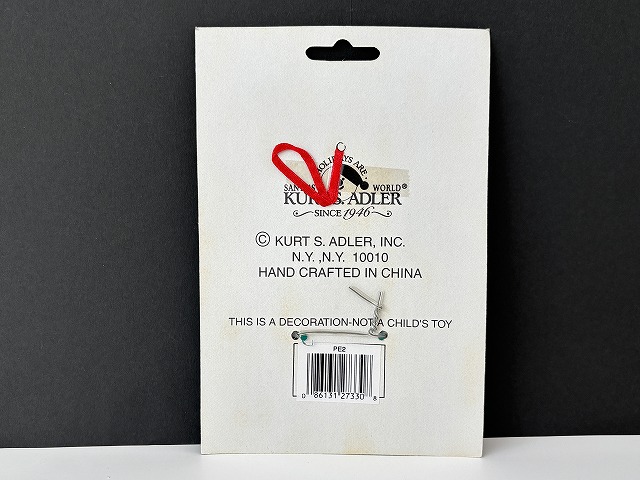 HOLIDAYS ARE
WORLD®
KURT S. ADLER
SINCE 1946
© KURT S. ADLER, INC.
N.Y. ,N.Y. 10010
HAND CRAFTED IN CHINA
THIS IS A DECORATION-NOT A CHILD'S TOY
PE2
0 86131 27330 8